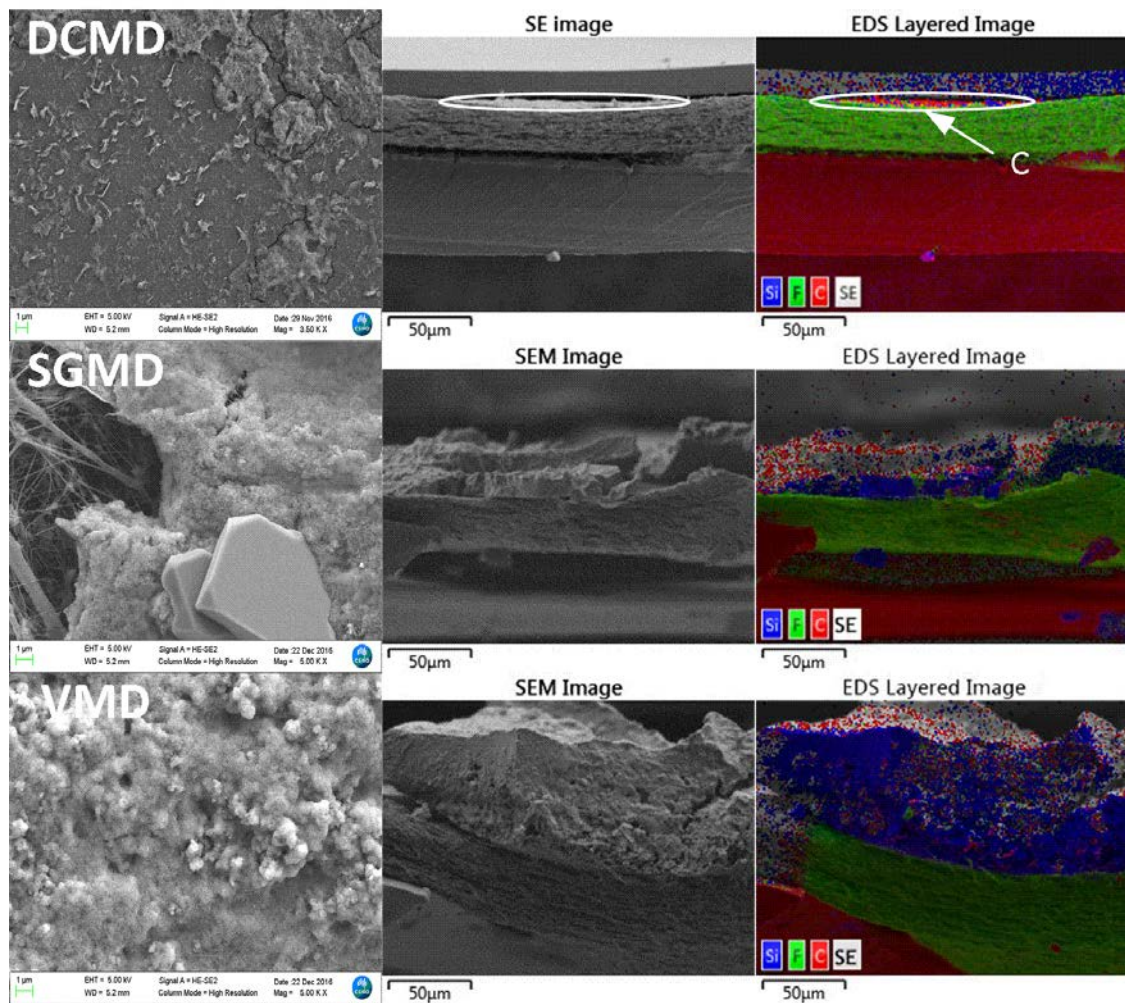 DCMD
1 µm
EHT = 5.00 kV
WD = 5.2 mm
Signal A = HE-SE2
Column Mode = High Resolution
Date :29 Nov 2016
Mag = 3.50 K X
CSIRO
SE image
50µm
EDS Layered Image
C
Si F C SE
50µm
SGMD
1 µm
EHT = 5.00 kV
WD = 5.2 mm
Signal A = HE-SE2
Column Mode = High Resolution
Date :22 Dec 2016
Mag = 5.00 K X
CSIRO
SEM Image
50µm
EDS Layered Image
Si F C SE
50µm
VMD
1 µm
EHT = 5.00 kV
WD = 5.2 mm
Signal A = HE-SE2
Column Mode = High Resolution
Date :22 Dec 2016
Mag = 5.00 K X
CSIRO
SEM Image
50µm
EDS Layered Image
Si F C SE
50µm